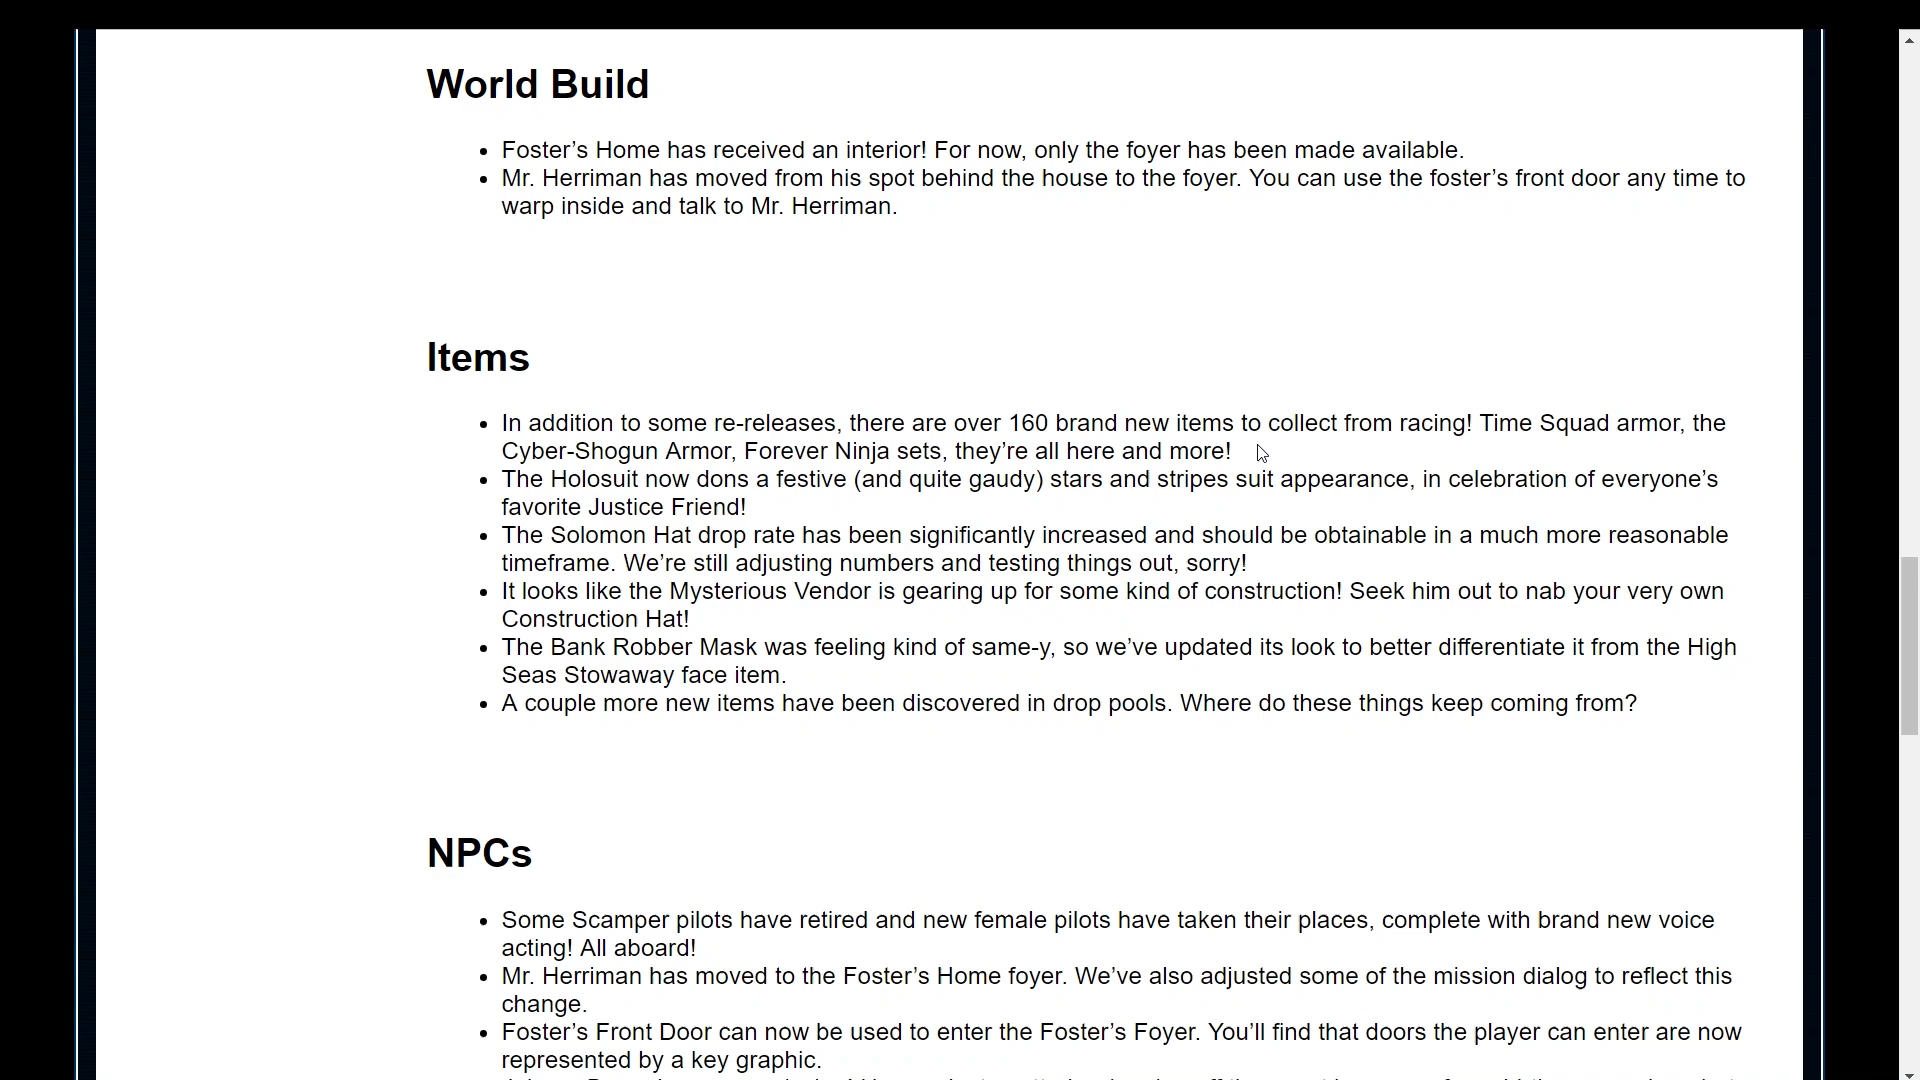 World Build
• Foster’s Home has received an interior! For now, only the foyer has been made available.
• Mr. Herriman has moved from his spot behind the house to the foyer. You can use the foster’s front door any time to
warp inside and talk to Mr. Herriman.
Items
• In addition to some re-releases, there are over 160 brand new items to collect from racing! Time Squad armor, the
Cyber-Shogun Armor, Forever Ninja sets, they’re all here and more!
• The Holosuit now dons a festive (and quite gaudy) stars and stripes suit appearance, in celebration of everyone’s
favorite Justice Friend!
• The Solomon Hat drop rate has been significantly increased and should be obtainable in a much more reasonable
timeframe. We’re still adjusting numbers and testing things out, sorry!
• It looks like the Mysterious Vendor is gearing up for some kind of construction! Seek him out to nab your very own
Construction Hat!
• The Bank Robber Mask was feeling kind of same-y, so we’ve updated its look to better differentiate it from the High
Seas Stowaway face item.
• A couple more new items have been discovered in drop pools. Where do these things keep coming from?
NPCs
• Some Scamper pilots have retired and new female pilots have taken their places, complete with brand new voice
acting! All aboard!
• Mr. Herriman has moved to the Foster’s Home foyer. We’ve also adjusted some of the mission dialog to reflect this
change.
• Foster’s Front Door can now be used to enter the Foster’s Foyer. You’ll find that doors the player can enter are now
represented by a key graphic.